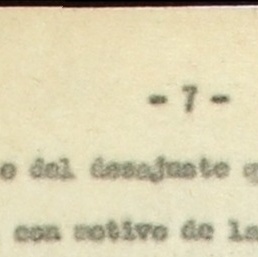 - 7 -
del desajuste
con motivo de la